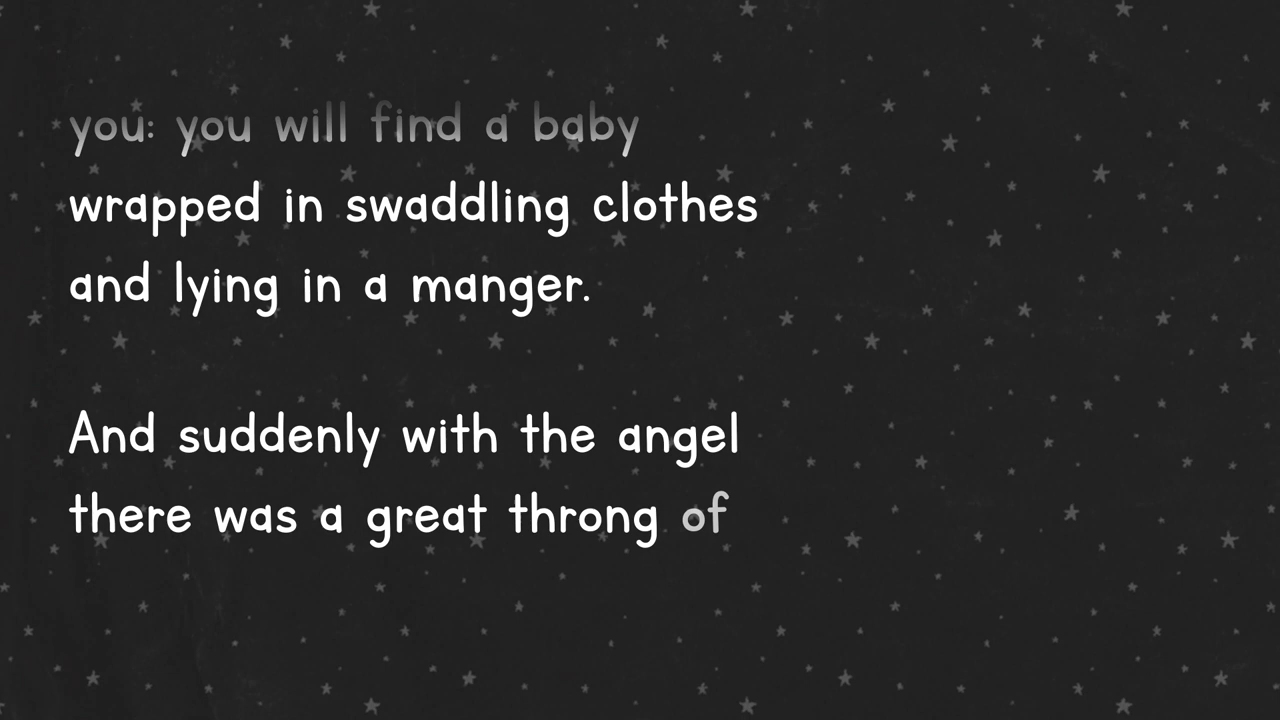 you: you will find a baby
wrapped in swaddling clothes
and lying in a manger.
And suddenly with the angel
there was a great throng of